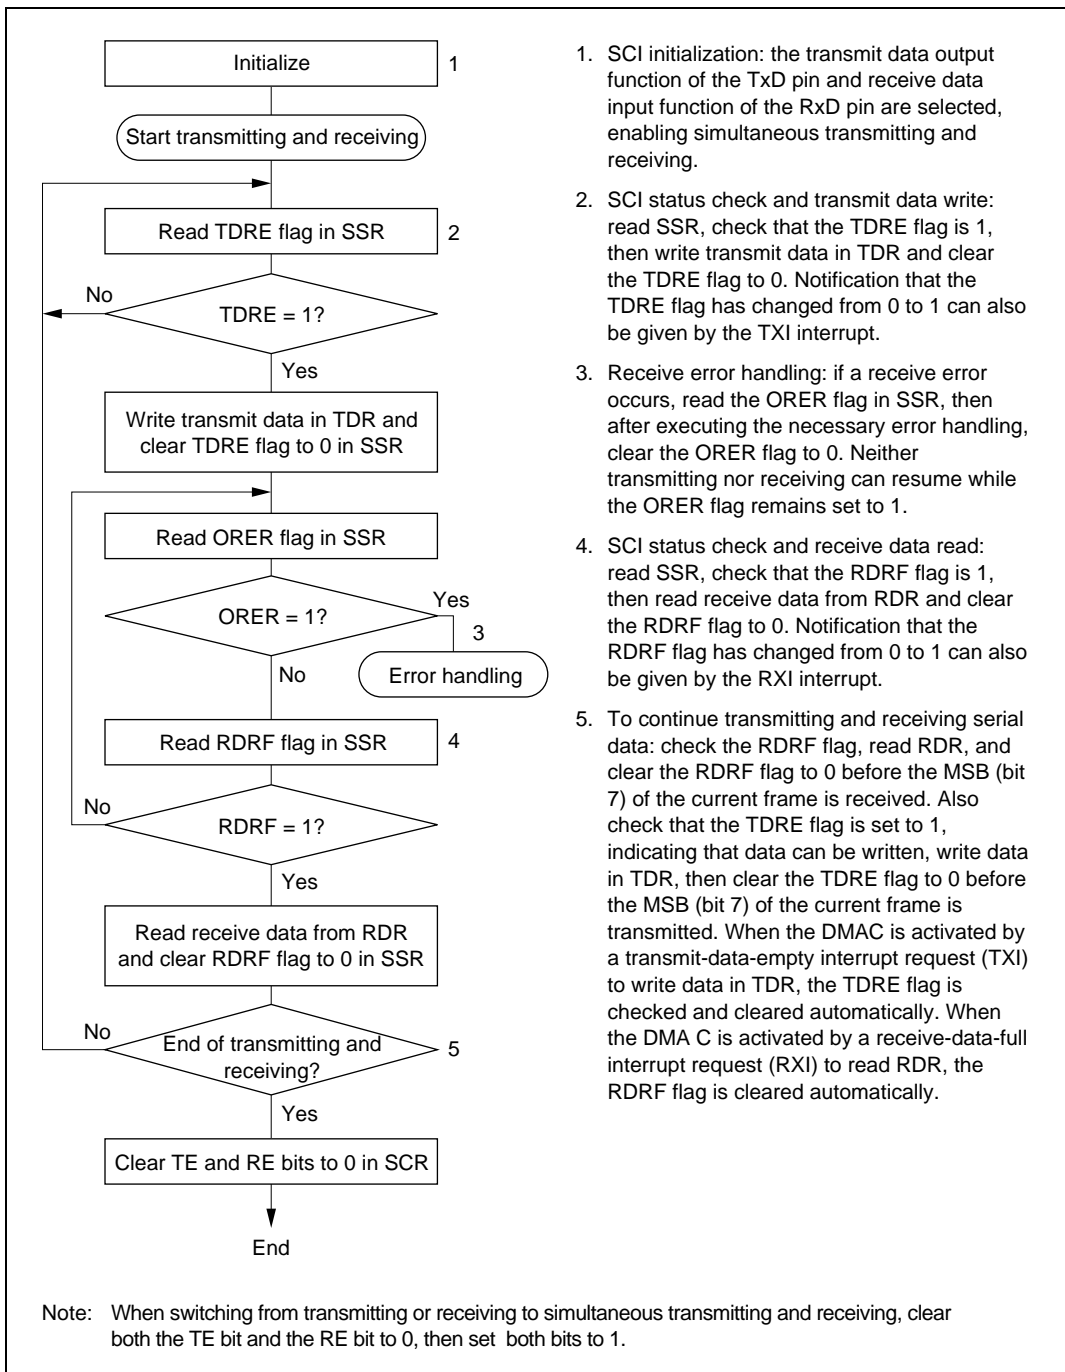 Initialize
1
Start transmitting and receiving
Read TDRE flag in SSR
2
No
TDRE = 1?
Yes
Write transmit data in TDR and
clear TDRE flag to 0 in SSR
Read ORER flag in SSR
ORER = 1?
Yes
3
Error handling
No
Read RDRF flag in SSR
4
No
RDRF = 1?
Yes
Read receive data from RDR
and clear RDRF flag to 0 in SSR
No
End of transmitting and
receiving?
5
Yes
Clear TE and RE bits to 0 in SCR
End
1. SCI initialization: the transmit data output
function of the TxD pin and receive data
input function of the RxD pin are selected,
enabling simultaneous transmitting and
receiving.
2. SCI status check and transmit data write:
read SSR, check that the TDRE flag is 1,
then write transmit data in TDR and clear
the TDRE flag to 0. Notification that the
TDRE flag has changed from 0 to 1 can also
be given by the TXI interrupt.
3. Receive error handling: if a receive error
occurs, read the ORER flag in SSR, then
after executing the necessary error handling,
clear the ORER flag to 0. Neither
transmitting nor receiving can resume while
the ORER flag remains set to 1.
4. SCI status check and receive data read:
read SSR, check that the RDRF flag is 1,
then read receive data from RDR and clear
the RDRF flag to 0. Notification that the
RDRF flag has changed from 0 to 1 can also
be given by the RXI interrupt.
5. To continue transmitting and receiving serial
data: check the RDRF flag, read RDR, and
clear the RDRF flag to 0 before the MSB (bit
7) of the current frame is received. Also
check that the TDRE flag is set to 1,
indicating that data can be written, write data
in TDR, then clear the TDRE flag to 0 before
the MSB (bit 7) of the current frame is
transmitted. When the DMAC is activated by
a transmit-data-empty interrupt request (TXI)
to write data in TDR, the TDRE flag is
checked and cleared automatically. When
the DMA C is activated by a receive-data-full
interrupt request (RXI) to read RDR, the
RDRF flag is cleared automatically.
Note: When switching from transmitting or receiving to simultaneous transmitting and receiving, clear
both the TE bit and the RE bit to 0, then set both bits to 1.